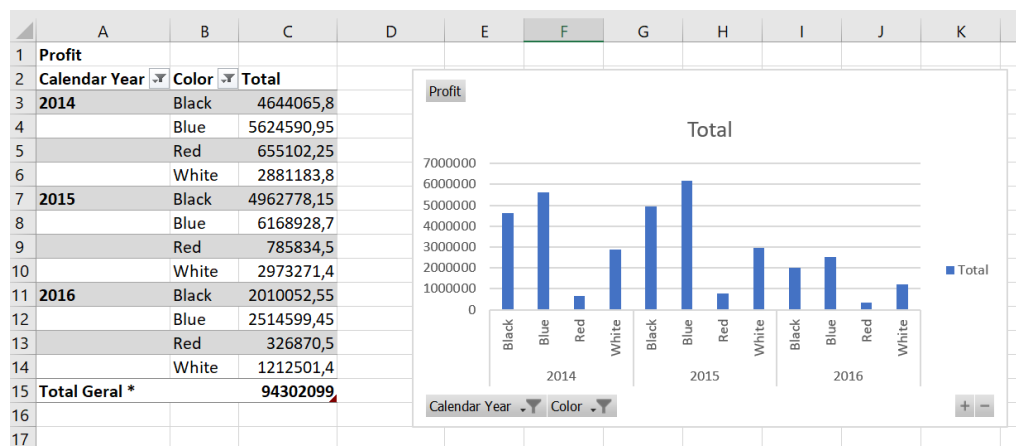 A B C D E F G H I J K
1 Profit
2 Calendar Year Color Total
3 2014 Black 4644065,8
4 Blue 5624590,95
5 Red 655102,25
6 White 2881183,8
7 2015 Black 4962778,15
8 Blue 6168928,7
9 Red 785834,5
10 White 2973271,4
11 2016 Black 2010052,55
12 Blue 2514599,45
13 Red 326870,5
14 White 1212501,4
15 Total Geral * 94302099
16
17
Profit
Total
7000000
6000000
5000000
4000000
3000000
2000000
1000000
0
Total
Black Blue Red White Black Blue Red White Black Blue Red White
2014 2015 2016
Calendar Year Color
+ −